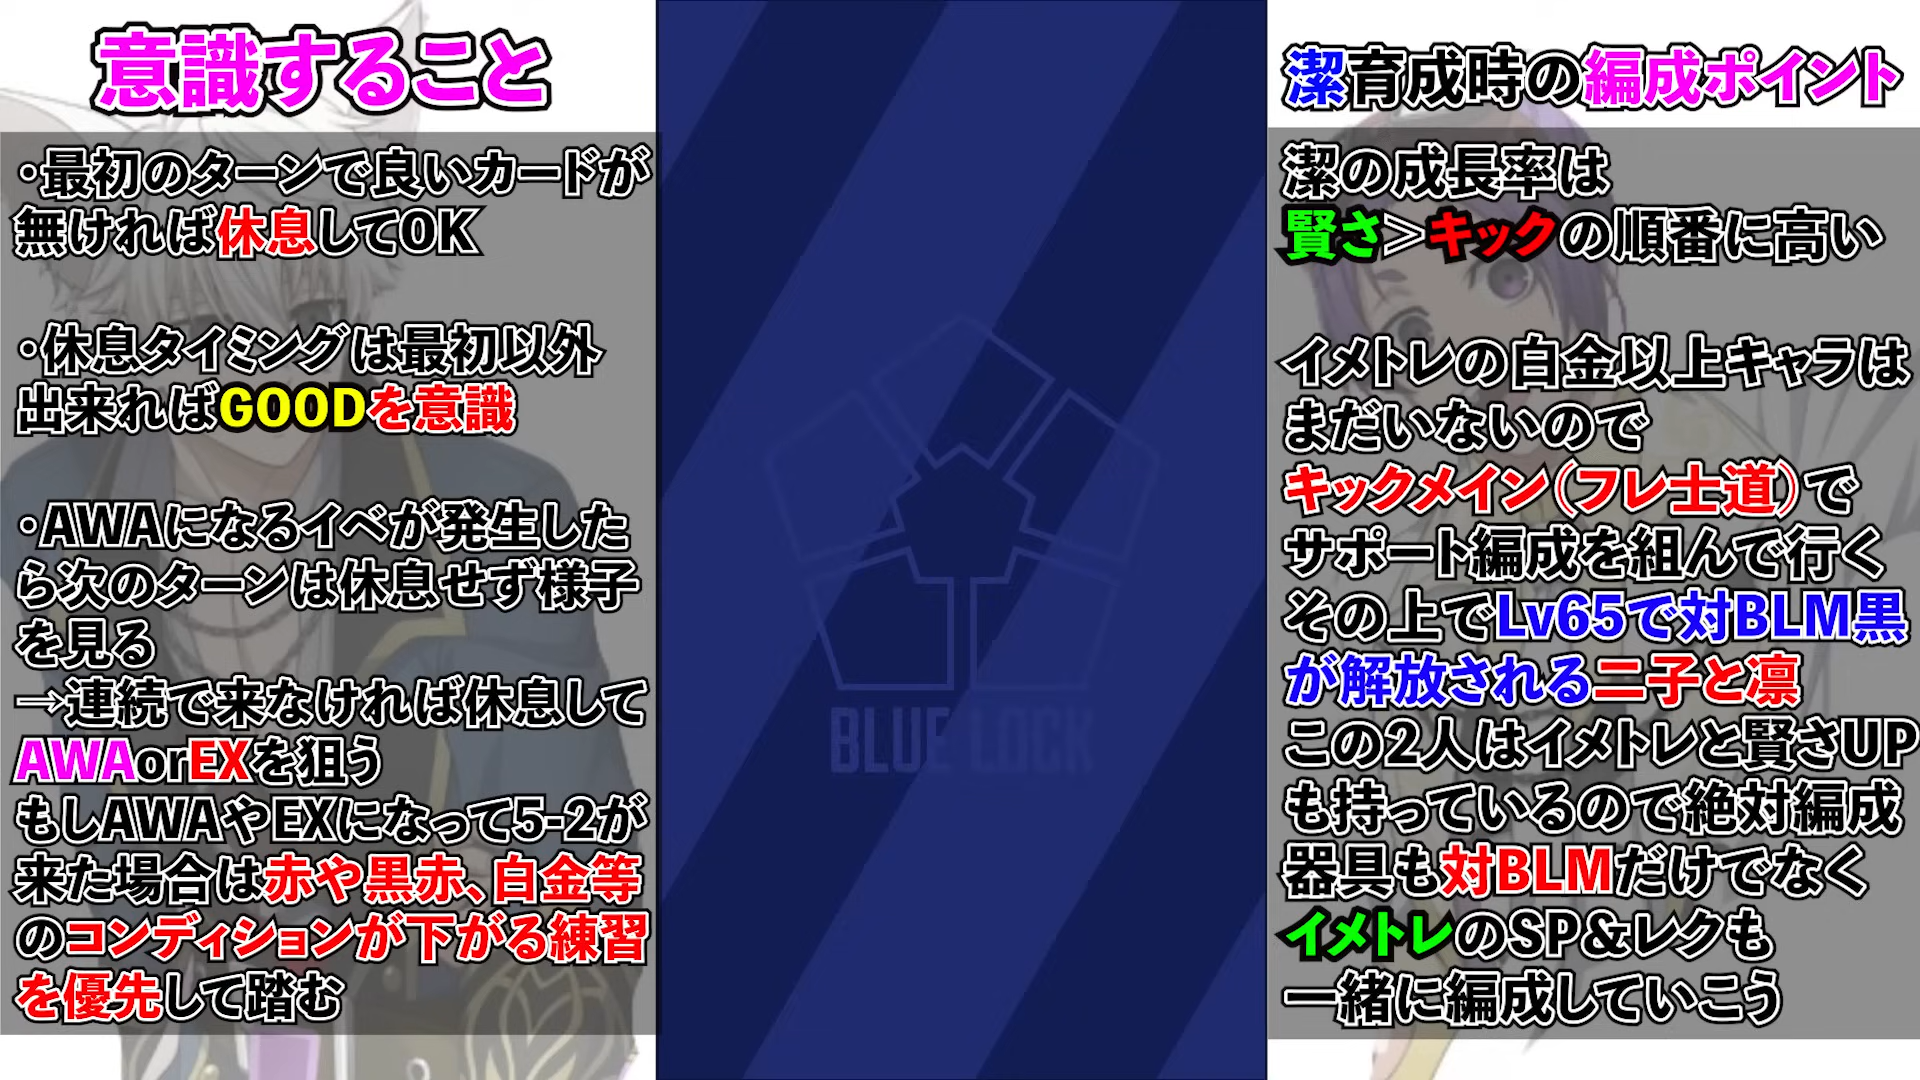 意識すること
・最初のターンで良いカードが
無ければ休息してOK
・休息タイミングは最初以外
出来ればGOODを意識
・AWAになるイベが発生した
ら次のターンは休息せず様子
を見る
→連続で来なければ休息して
AWAorEXを狙う
もしAWAやEXになって5-2が
来た場合は赤や黒赤、白金等
のコンディションが下がる練習
を優先して踏む
BLUE LOCK
潔育成時の編成ポイント
潔の成長率は
賢さ>キックの順番に高い
イメトレの白金以上キャラは
まだいないので
キックメイン(フレ士道)で
サポート編成を組んで行く
その上でLv65で対BLM黒
が解放される二子と凛
この2人はイメトレと賢さUP
も持っているので絶対編成
器具も対BLMだけでなく
イメトレのSP&レクも
一緒に編成していこう